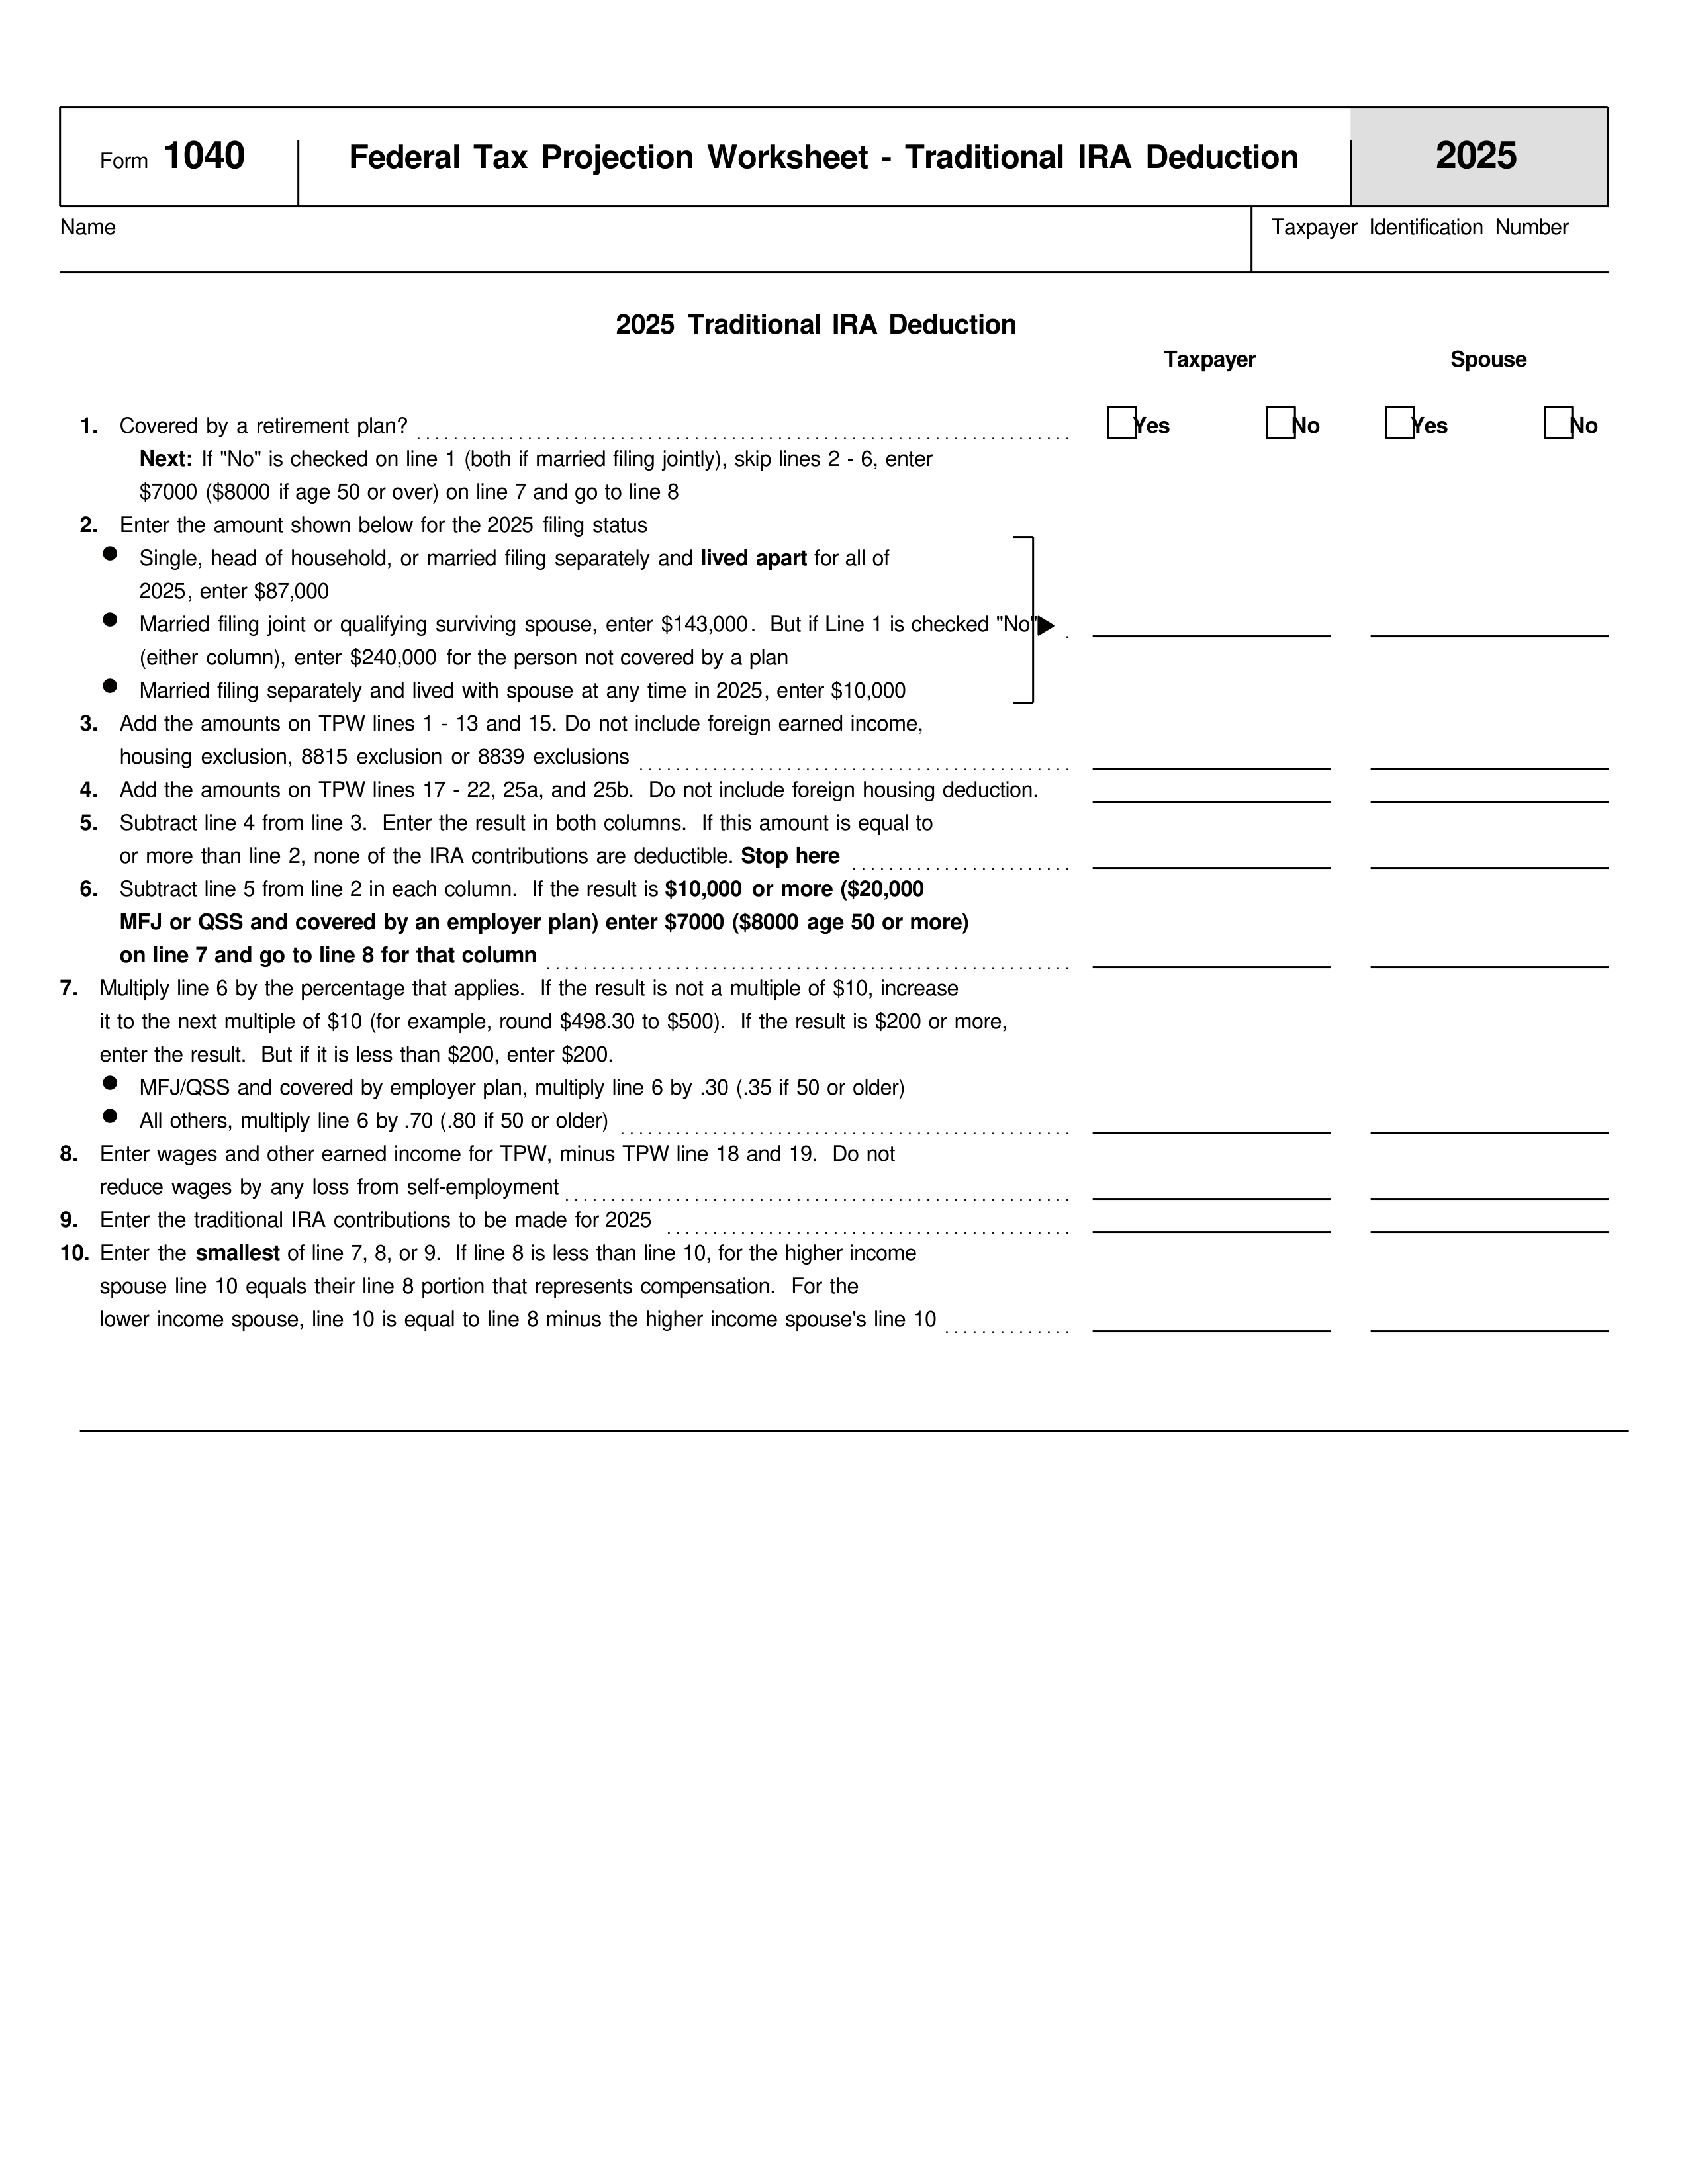 Form 1040
Federal Tax Projection Worksheet - Traditional IRA Deduction
2025
Name
Taxpayer Identification Number
2025 Traditional IRA Deduction
Taxpayer Spouse
1. Covered by a retirement plan? Yes No Yes No
Next: If "No" is checked on line 1 (both if married filing jointly), skip lines 2 - 6, enter
$7000 ($8000 if age 50 or over) on line 7 and go to line 8
2. Enter the amount shown below for the 2025 filing status
● Single, head of household, or married filing separately and lived apart for all of
2025, enter $87,000
● Married filing joint or qualifying surviving spouse, enter $143,000. But if Line 1 is checked "No"
(either column), enter $240,000 for the person not covered by a plan
● Married filing separately and lived with spouse at any time in 2025, enter $10,000
3. Add the amounts on TPW lines 1 - 13 and 15. Do not include foreign earned income,
housing exclusion, 8815 exclusion or 8839 exclusions
4. Add the amounts on TPW lines 17 - 22, 25a, and 25b. Do not include foreign housing deduction.
5. Subtract line 4 from line 3. Enter the result in both columns. If this amount is equal to
or more than line 2, none of the IRA contributions are deductible. Stop here
6. Subtract line 5 from line 2 in each column. If the result is $10,000 or more ($20,000
MFJ or QSS and covered by an employer plan) enter $7000 ($8000 age 50 or more)
on line 7 and go to line 8 for that column
7. Multiply line 6 by the percentage that applies. If the result is not a multiple of $10, increase
it to the next multiple of $10 (for example, round $498.30 to $500). If the result is $200 or more,
enter the result. But if it is less than $200, enter $200.
● MFJ/QSS and covered by employer plan, multiply line 6 by .30 (.35 if 50 or older)
● All others, multiply line 6 by .70 (.80 if 50 or older)
8. Enter wages and other earned income for TPW, minus TPW line 18 and 19. Do not
reduce wages by any loss from self-employment
9. Enter the traditional IRA contributions to be made for 2025
10. Enter the smallest of line 7, 8, or 9. If line 8 is less than line 10, for the higher income
spouse line 10 equals their line 8 portion that represents compensation. For the
lower income spouse, line 10 is equal to line 8 minus the higher income spouse's line 10